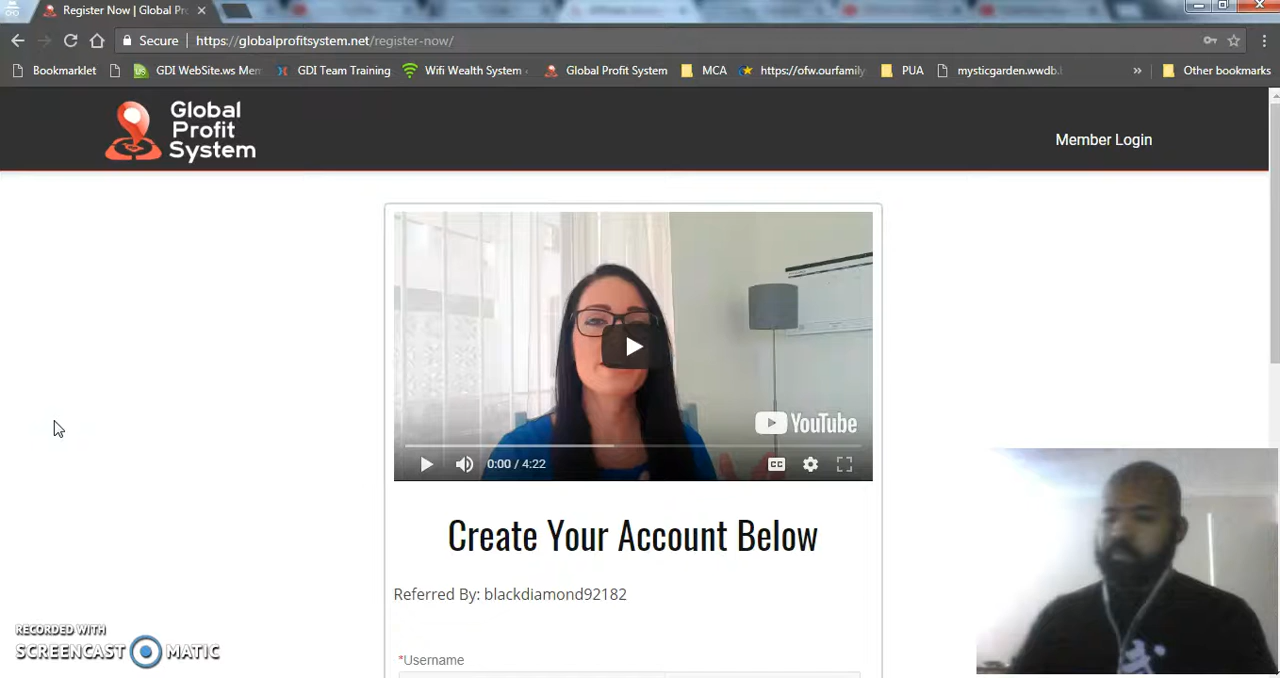 Register Now | Global Pr
Secure | https://globalprofitsystem.net/register-now/
Bookmarklet GDI WebSite.ws Mem GDI Team Training Wifi Wealth System Global Profit System MCA https://ofw.ourfamily PUA mysticgarden.wwdb. » Other bookmarks
Global
Profit
System
Member Login
YouTube
0:00 / 4:22
CC
Create Your Account Below
Referred By: blackdiamond92182
*Username
RECORDED WITH
SCREENCAST MATIC